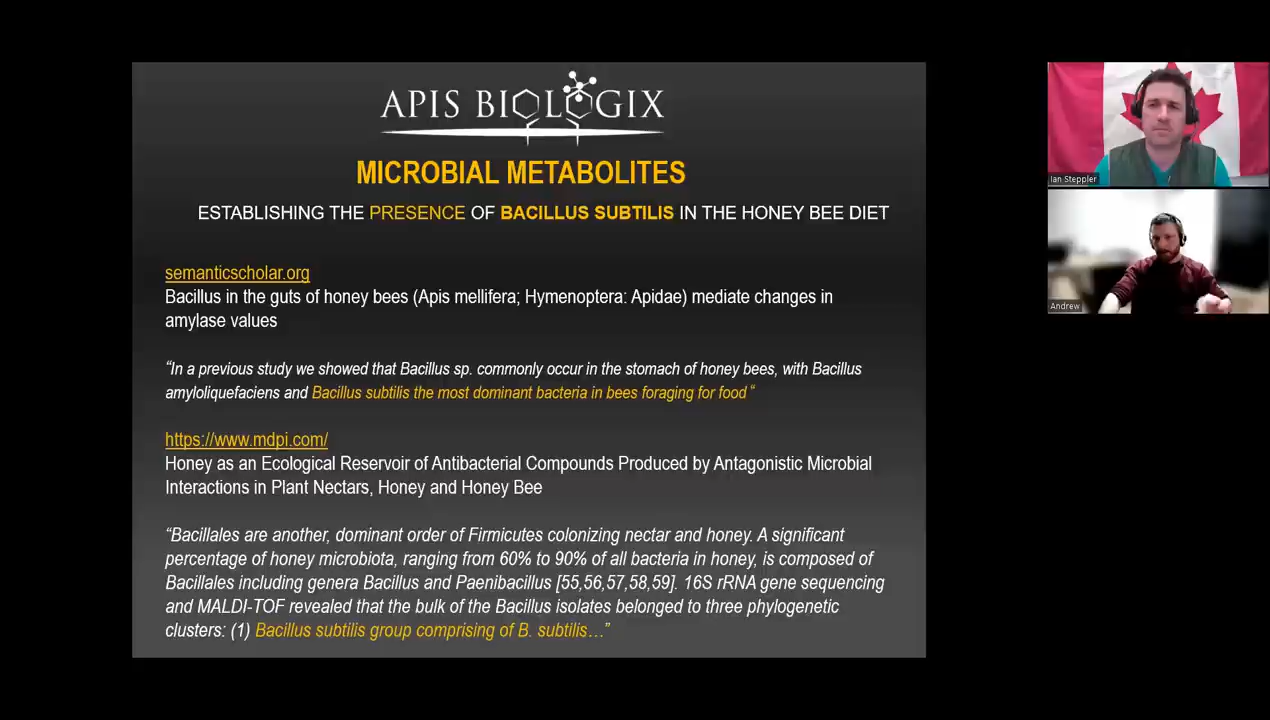 APIS BIOLOGIX
MICROBIAL METABOLITES
ESTABLISHING THE PRESENCE OF BACILLUS SUBTILIS IN THE HONEY BEE DIET
semanticscholar.org
Bacillus in the guts of honey bees (Apis mellifera; Hymenoptera: Apidae) mediate changes in
amylase values
“In a previous study we showed that Bacillus sp. commonly occur in the stomach of honey bees, with Bacillus
amyloliquefaciens and Bacillus subtilis the most dominant bacteria in bees foraging for food “
https://www.mdpi.com/
Honey as an Ecological Reservoir of Antibacterial Compounds Produced by Antagonistic Microbial
Interactions in Plant Nectars, Honey and Honey Bee
“Bacillales are another, dominant order of Firmicutes colonizing nectar and honey. A significant
percentage of honey microbiota, ranging from 60% to 90% of all bacteria in honey, is composed of
Bacillales including genera Bacillus and Paenibacillus [55,56,57,58,59]. 16S rRNA gene sequencing
and MALDI-TOF revealed that the bulk of the Bacillus isolates belonged to three phylogenetic
clusters: (1) Bacillus subtilis group comprising of B. subtilis…”
Ian Steppler
Andrew